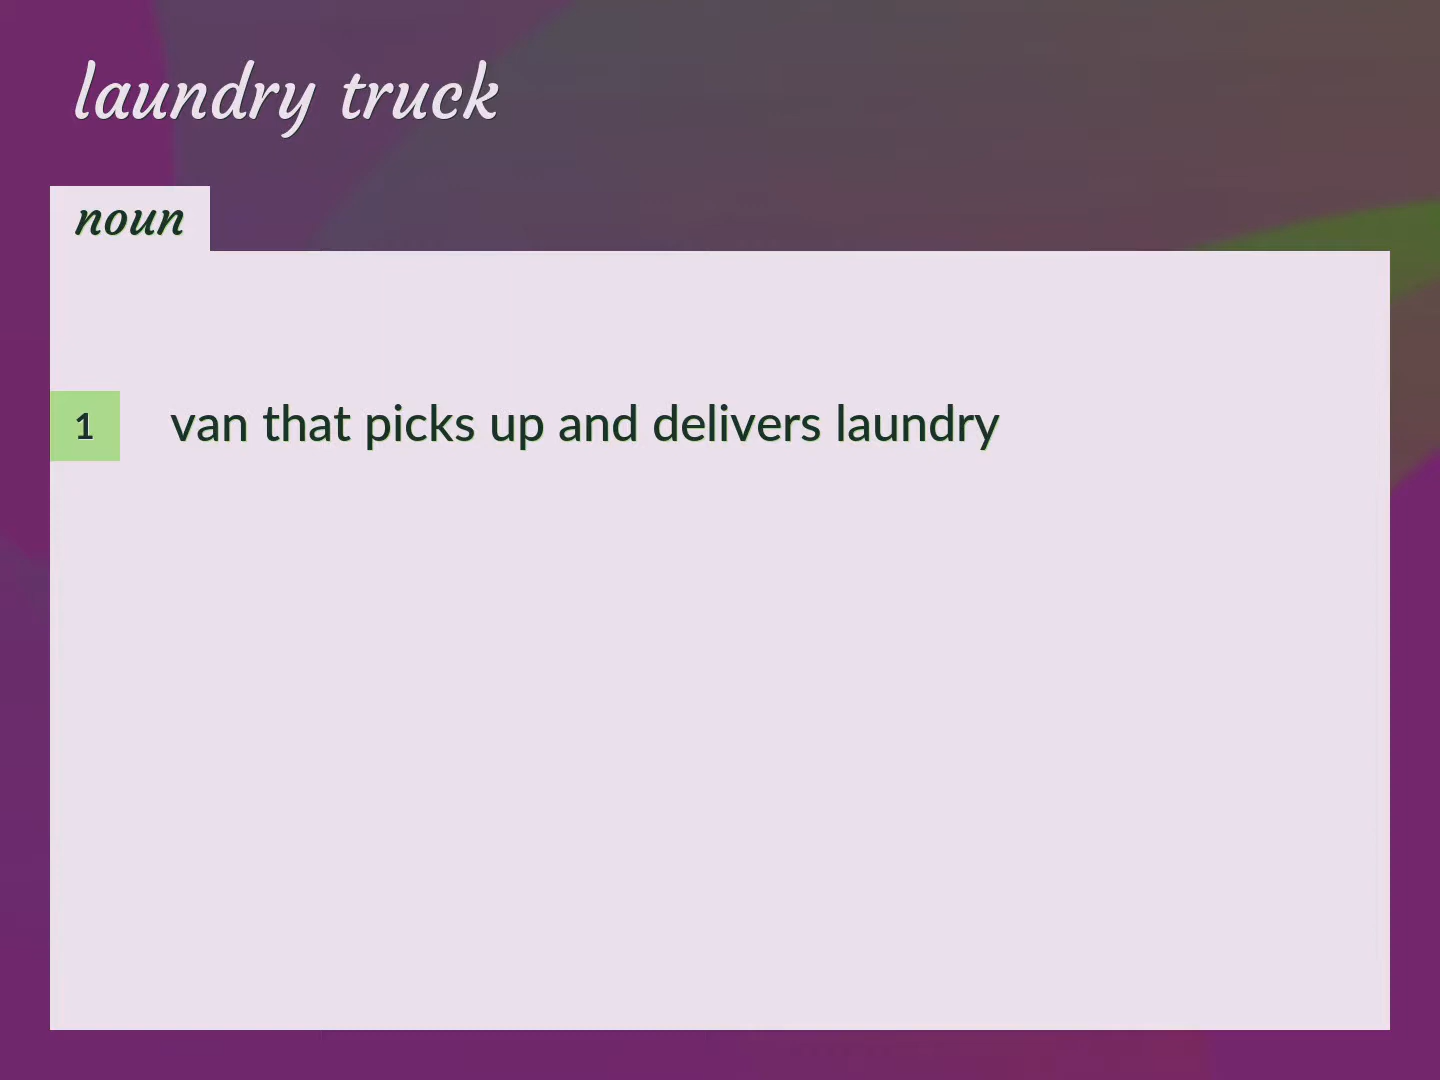 laundry truck
noun
1 van that picks up and delivers laundry